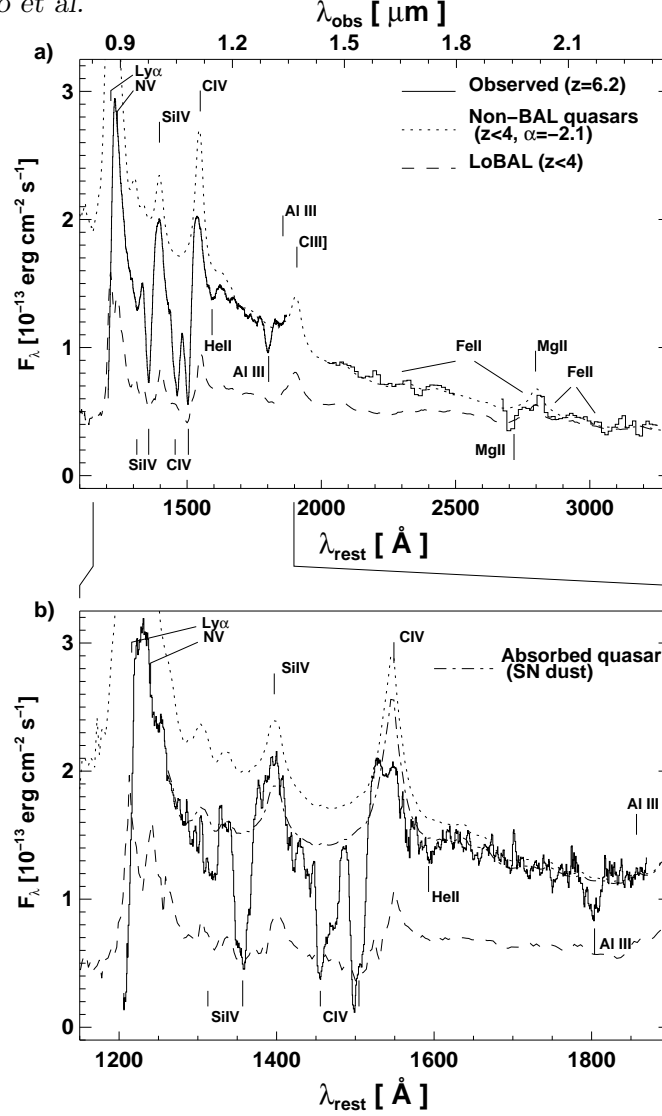 o et al.
λobs [ μm ]
0.9 1.2 1.5 1.8 2.1
a)
Lyα
NV
SiIV
CIV
Observed (z=6.2)
Non−BAL quasars
(z<4, α=−2.1)
LoBAL (z<4)
Al III
CIII]
HeII
Al III
FeII
MgII
FeII
MgII
SiIV
CIV
Fλ [10−13 erg cm−2 s−1]
3
2
1
0
1500 2000 2500 3000
λrest [ Å ]
b)
Lyα
NV
SiIV
CIV
Absorbed quasar
(SN dust)
Al III
HeII
Al III
SiIV
CIV
Fλ [10−13 erg cm−2 s−1]
3
2
1
0
1200 1400 1600 1800
λrest [ Å ]